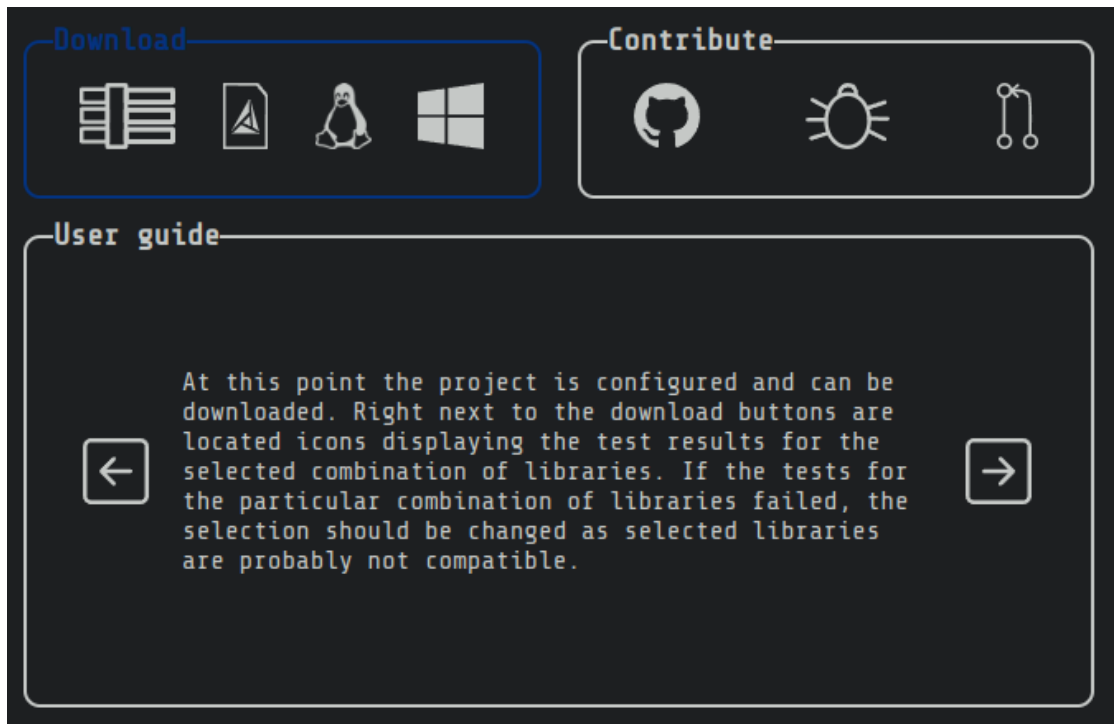 Download
Contribute
User guide
At this point the project is configured and can be
downloaded. Right next to the download buttons are
located icons displaying the test results for the
selected combination of libraries. If the tests for
the particular combination of libraries failed, the
selection should be changed as selected libraries
are probably not compatible.